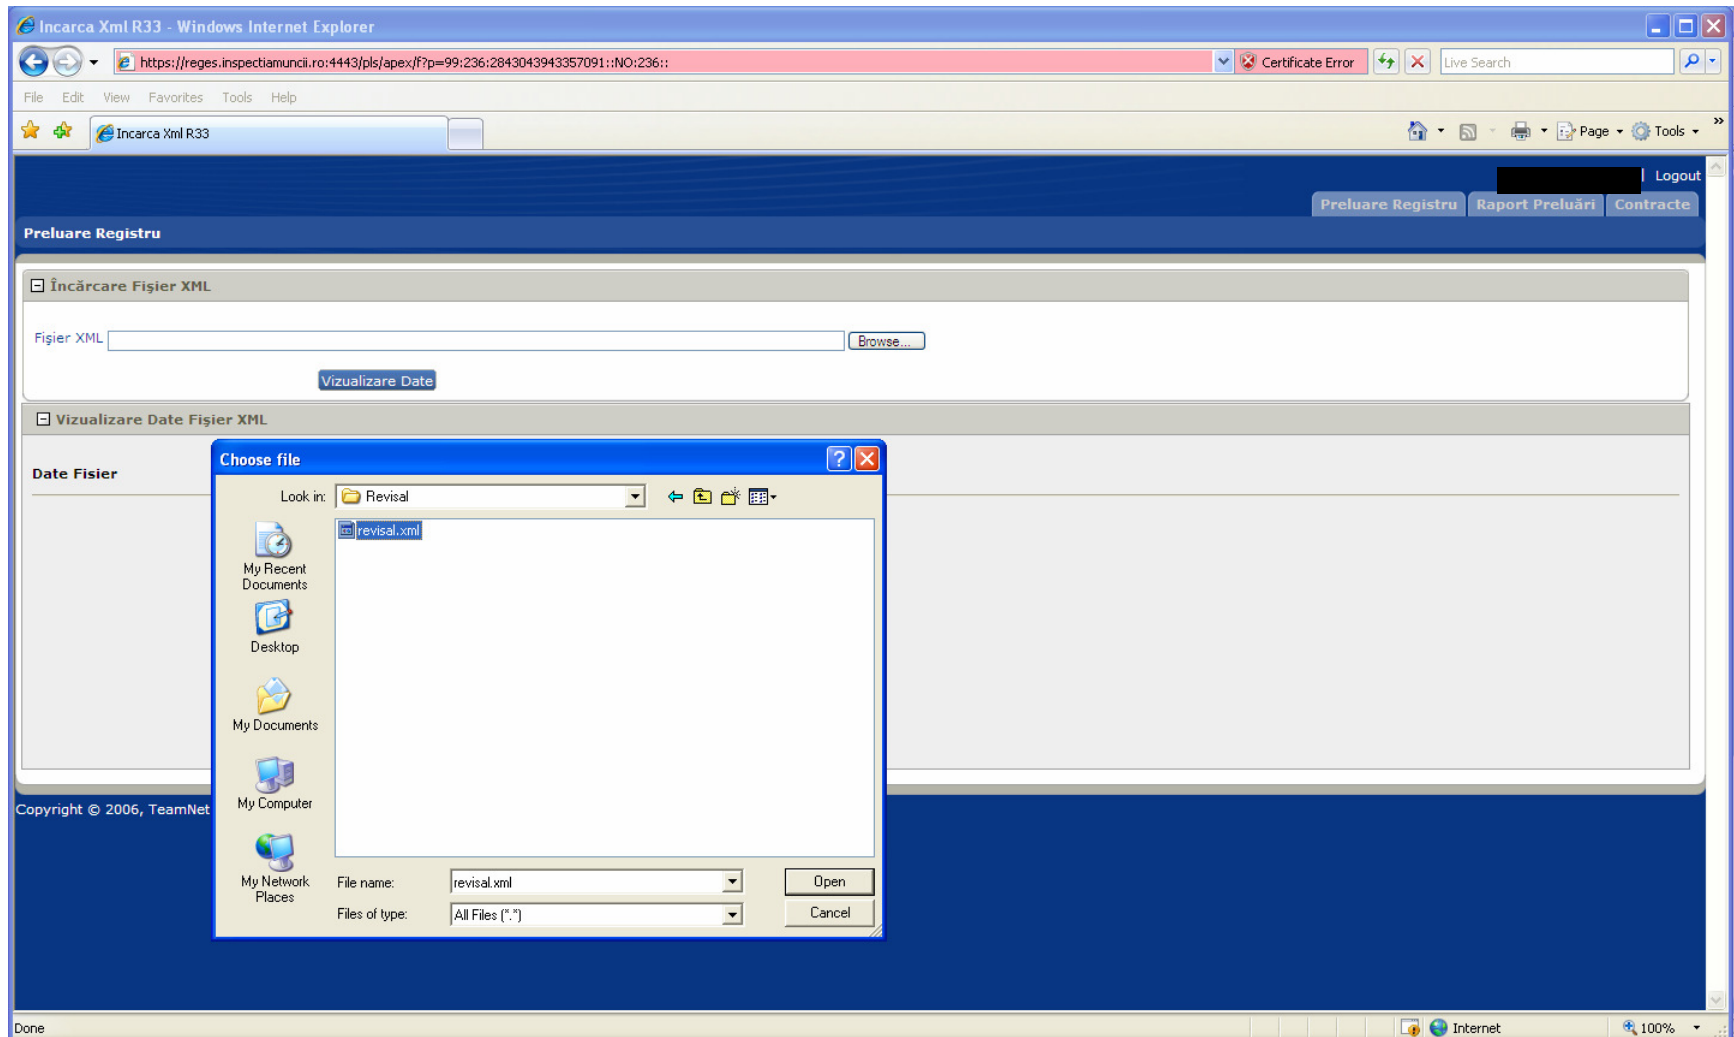 Incarca Xml R33 - Windows Internet Explorer
https://reges.inspectiamuncii.ro:4443/pls/apex/f?p=99:236:2843043943357091::NO:236::
Certificate Error
Live Search
File Edit View Favorites Tools Help
Incarca Xml R33
Page Tools »
| Logout
Preluare Registru Raport Preluări Contracte
Preluare Registru
Încărcare Fişier XML
Fişier XML Browse...
Vizualizare Date
Vizualizare Date Fişier XML
Date Fisier
Choose file
Look in: Revisal
revisal.xml
My Recent
Documents
Desktop
My Documents
My Computer
My Network
Places
File name: revisal.xml Open
Files of type: All Files (*.*) Cancel
Copyright © 2006, TeamNet
Done Internet 100%